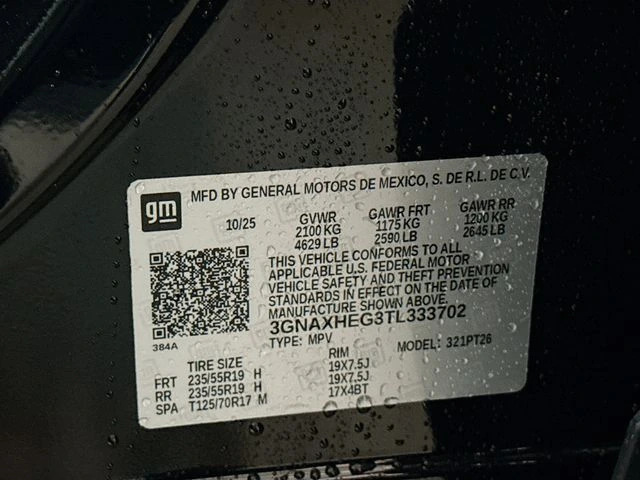 gm
MFD BY GENERAL MOTORS DE MEXICO, S. DE R.L. DE C.V.
10/25 GVWR GAWR FRT GAWR RR
2100 KG 1175 KG 1200 KG
4629 LB 2590 LB 2645 LB
THIS VEHICLE CONFORMS TO ALL
APPLICABLE U.S. FEDERAL MOTOR
VEHICLE SAFETY AND THEFT PREVENTION
STANDARDS IN EFFECT ON THE DATE OF
MANUFACTURE SHOWN ABOVE.
3GNAXHEG3TL333702
384A
TYPE: MPV MODEL: 321PT26
TIRE SIZE RIM
FRT 235/55R19 H 19X7.5J
RR 235/55R19 H 19X7.5J
SPA T125/70R17 M 17X4BT